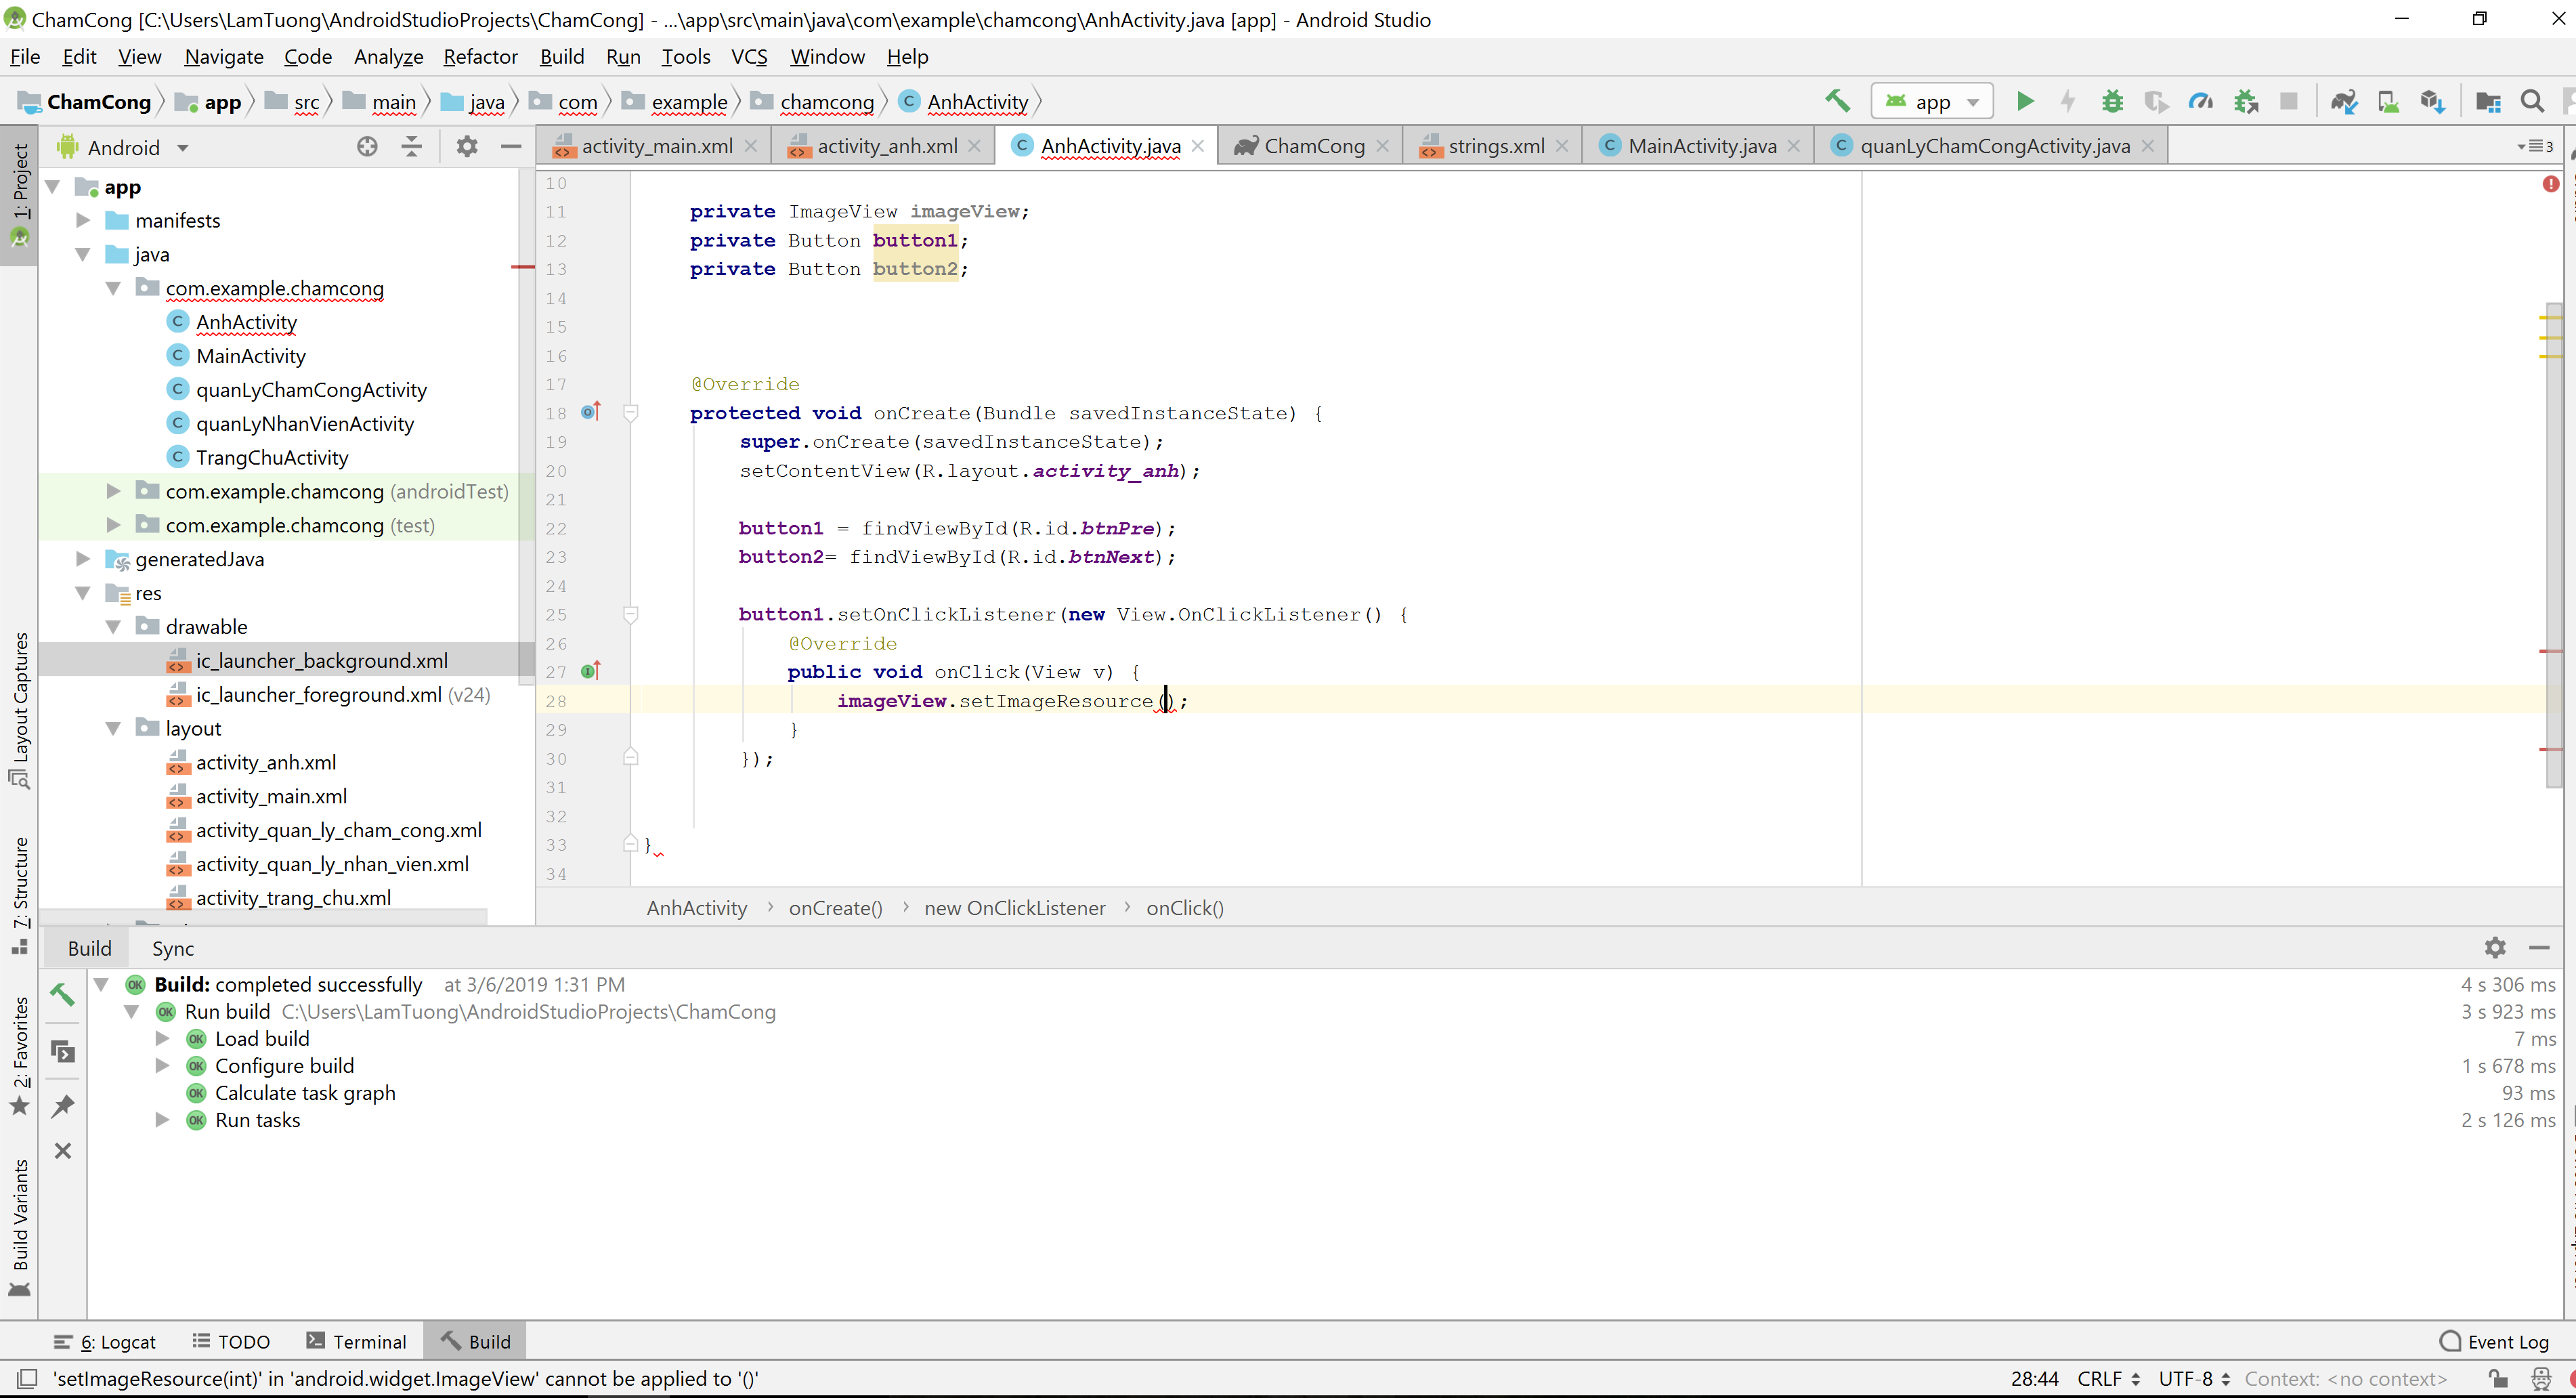 ChamCong [C:\Users\LamTuong\AndroidStudioProjects\ChamCong] - ...\app\src\main\java\com\example\chamcong\AnhActivity.java [app] - Android Studio
File Edit View Navigate Code Analyze Refactor Build Run Tools VCS Window Help
ChamCong app src main java com example chamcong AnhActivity app
1: Project
Android
activity_main.xml activity_anh.xml AnhActivity.java ChamCong strings.xml MainActivity.java quanLyChamCongActivity.java 3
app
manifests
java
com.example.chamcong
AnhActivity
MainActivity
quanLyChamCongActivity
quanLyNhanVienActivity
TrangChuActivity
com.example.chamcong (androidTest)
com.example.chamcong (test)
generatedJava
res
drawable
ic_launcher_background.xml
ic_launcher_foreground.xml (v24)
layout
activity_anh.xml
activity_main.xml
activity_quan_ly_cham_cong.xml
activity_quan_ly_nhan_vien.xml
activity_trang_chu.xml
Layout Captures
7: Structure
2: Favorites
Build Variants
10
11 private ImageView imageView;
12 private Button button1;
13 private Button button2;
14
15
16
17 @Override
18 protected void onCreate(Bundle savedInstanceState) {
19 super.onCreate(savedInstanceState);
20 setContentView(R.layout.activity_anh);
21
22 button1 = findViewById(R.id.btnPre);
23 button2= findViewById(R.id.btnNext);
24
25 button1.setOnClickListener(new View.OnClickListener() {
26 @Override
27 public void onClick(View v) {
28 imageView.setImageResource();
29 }
30 });
31
32
33 }
34
AnhActivity › onCreate() › new OnClickListener › onClick()
Build Sync
Build: completed successfully at 3/6/2019 1:31 PM 4 s 306 ms
Run build C:\Users\LamTuong\AndroidStudioProjects\ChamCong 3 s 923 ms
Load build 7 ms
Configure build 1 s 678 ms
Calculate task graph 93 ms
Run tasks 2 s 126 ms
6: Logcat TODO Terminal Build Event Log
'setImageResource(int)' in 'android.widget.ImageView' cannot be applied to '()' 28:44 CRLF UTF-8 Context: <no context>